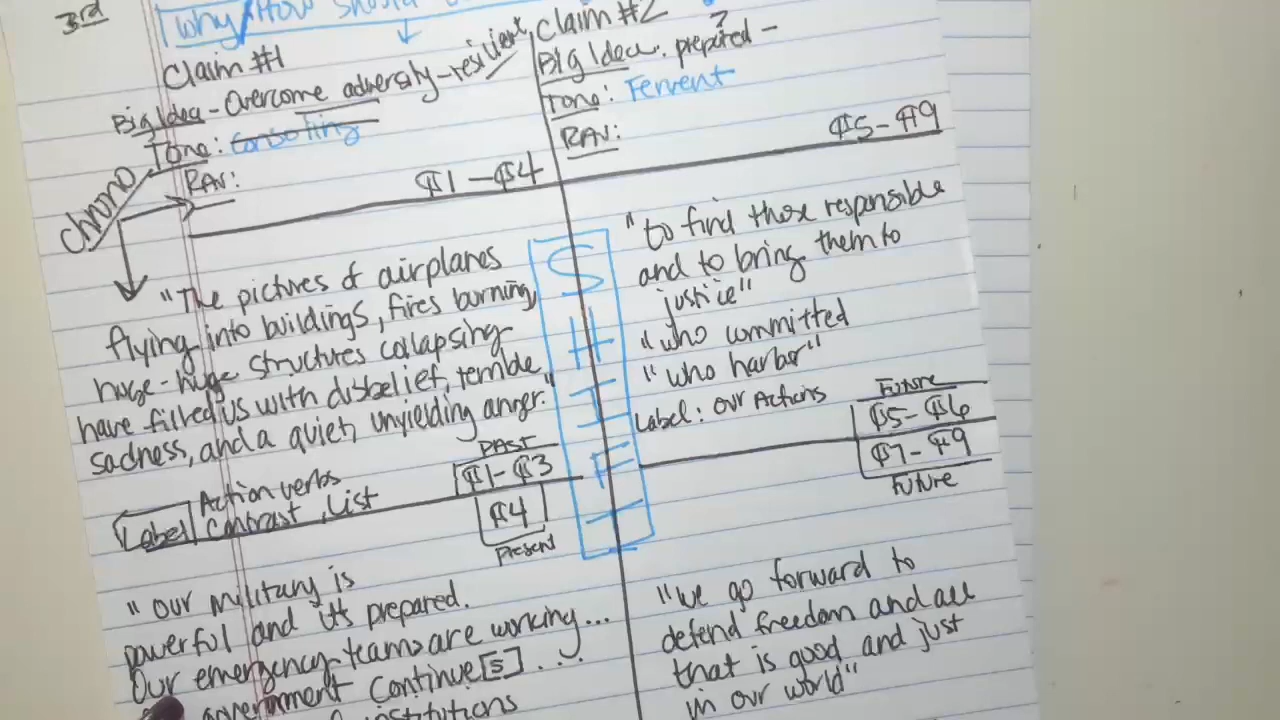 3rd
Why/How should
Claim #1
Big Idea - Overcome adversity - resilient
Tone: consoling
RAV:
¶1 - ¶4
chrono
"The pictures of airplanes
flying into buildings, fires burning,
huge - huge structures collapsing
have filled us with disbelief, terrible
sadness, and a quiet, unyielding anger."
Label
Action verbs
Contrast, List
PAST
¶1 - ¶3
¶4
Present
"Our military is
powerful and it's prepared.
Our emergency teams are working...
government continue[s]...
institutions
SHIFT
Claim #2
Big Idea. prepared -
?
Tone: Fervent
RAV:
¶5 - ¶9
"to find those responsible
and to bring them to
justice"
"who committed
"who harbor"
Label: Our Actions
Future
¶5 - ¶6
¶7 - ¶9
Future
"We go forward to
defend freedom and all
that is good and just
in our world"